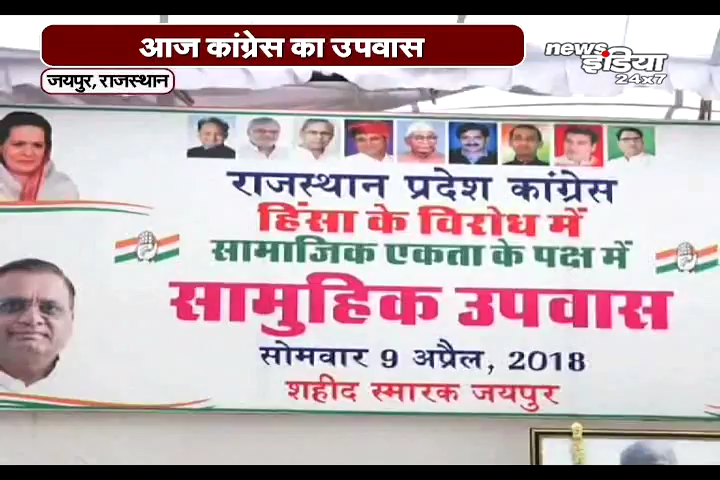 आज कांग्रेस का उपवास
news
इंडिया
24x7
जयपुर, राजस्थान
राजस्थान प्रदेश कांग्रेस
हिंसा के विरोध में
सामाजिक एकता के पक्ष में
सामुहिक उपवास
सोमवार 9 अप्रैल, 2018
शहीद स्मारक जयपुर